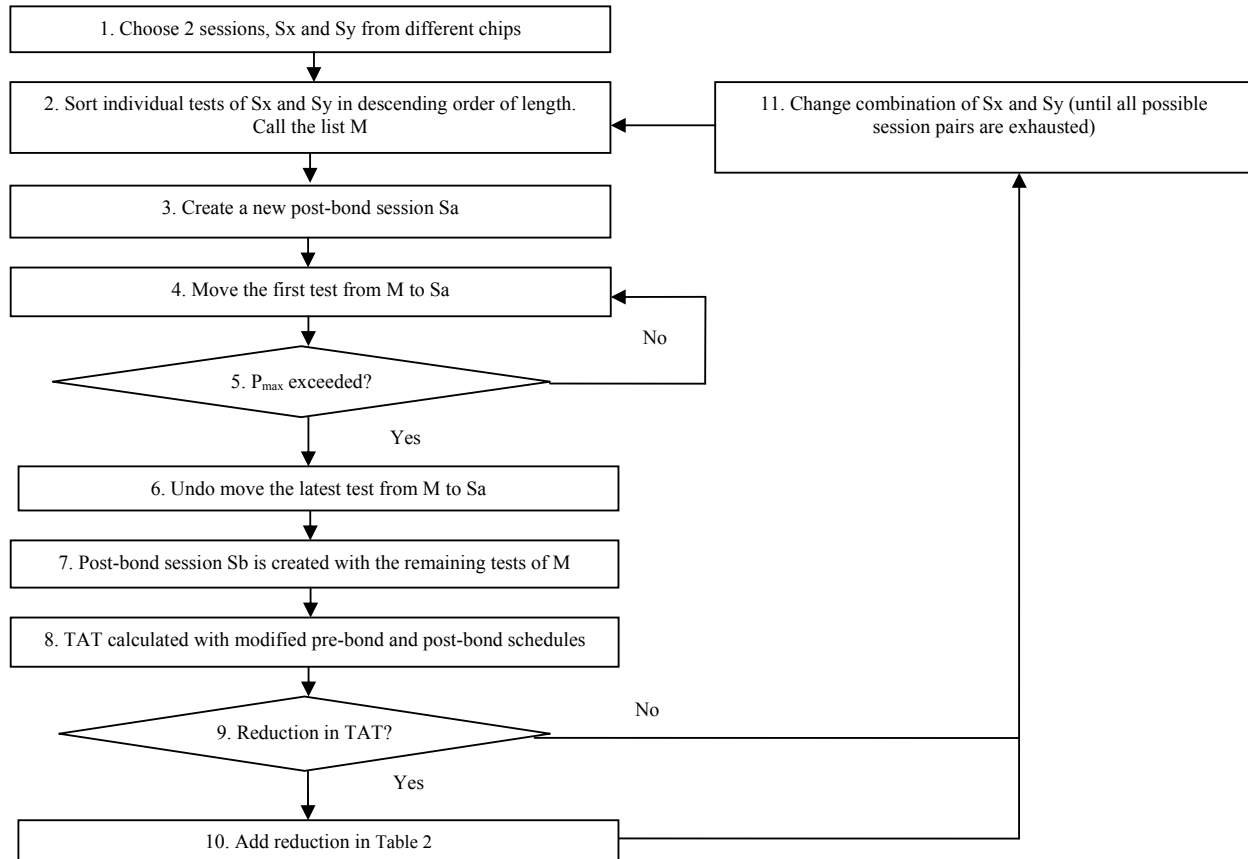 1. Choose 2 sessions, Sx and Sy from different chips
2. Sort individual tests of Sx and Sy in descending order of length.
Call the list M
11. Change combination of Sx and Sy (until all possible
session pairs are exhausted)
3. Create a new post-bond session Sa
4. Move the first test from M to Sa
No
5. Pmax exceeded?
Yes
6. Undo move the latest test from M to Sa
7. Post-bond session Sb is created with the remaining tests of M
8. TAT calculated with modified pre-bond and post-bond schedules
No
9. Reduction in TAT?
Yes
10. Add reduction in Table 2